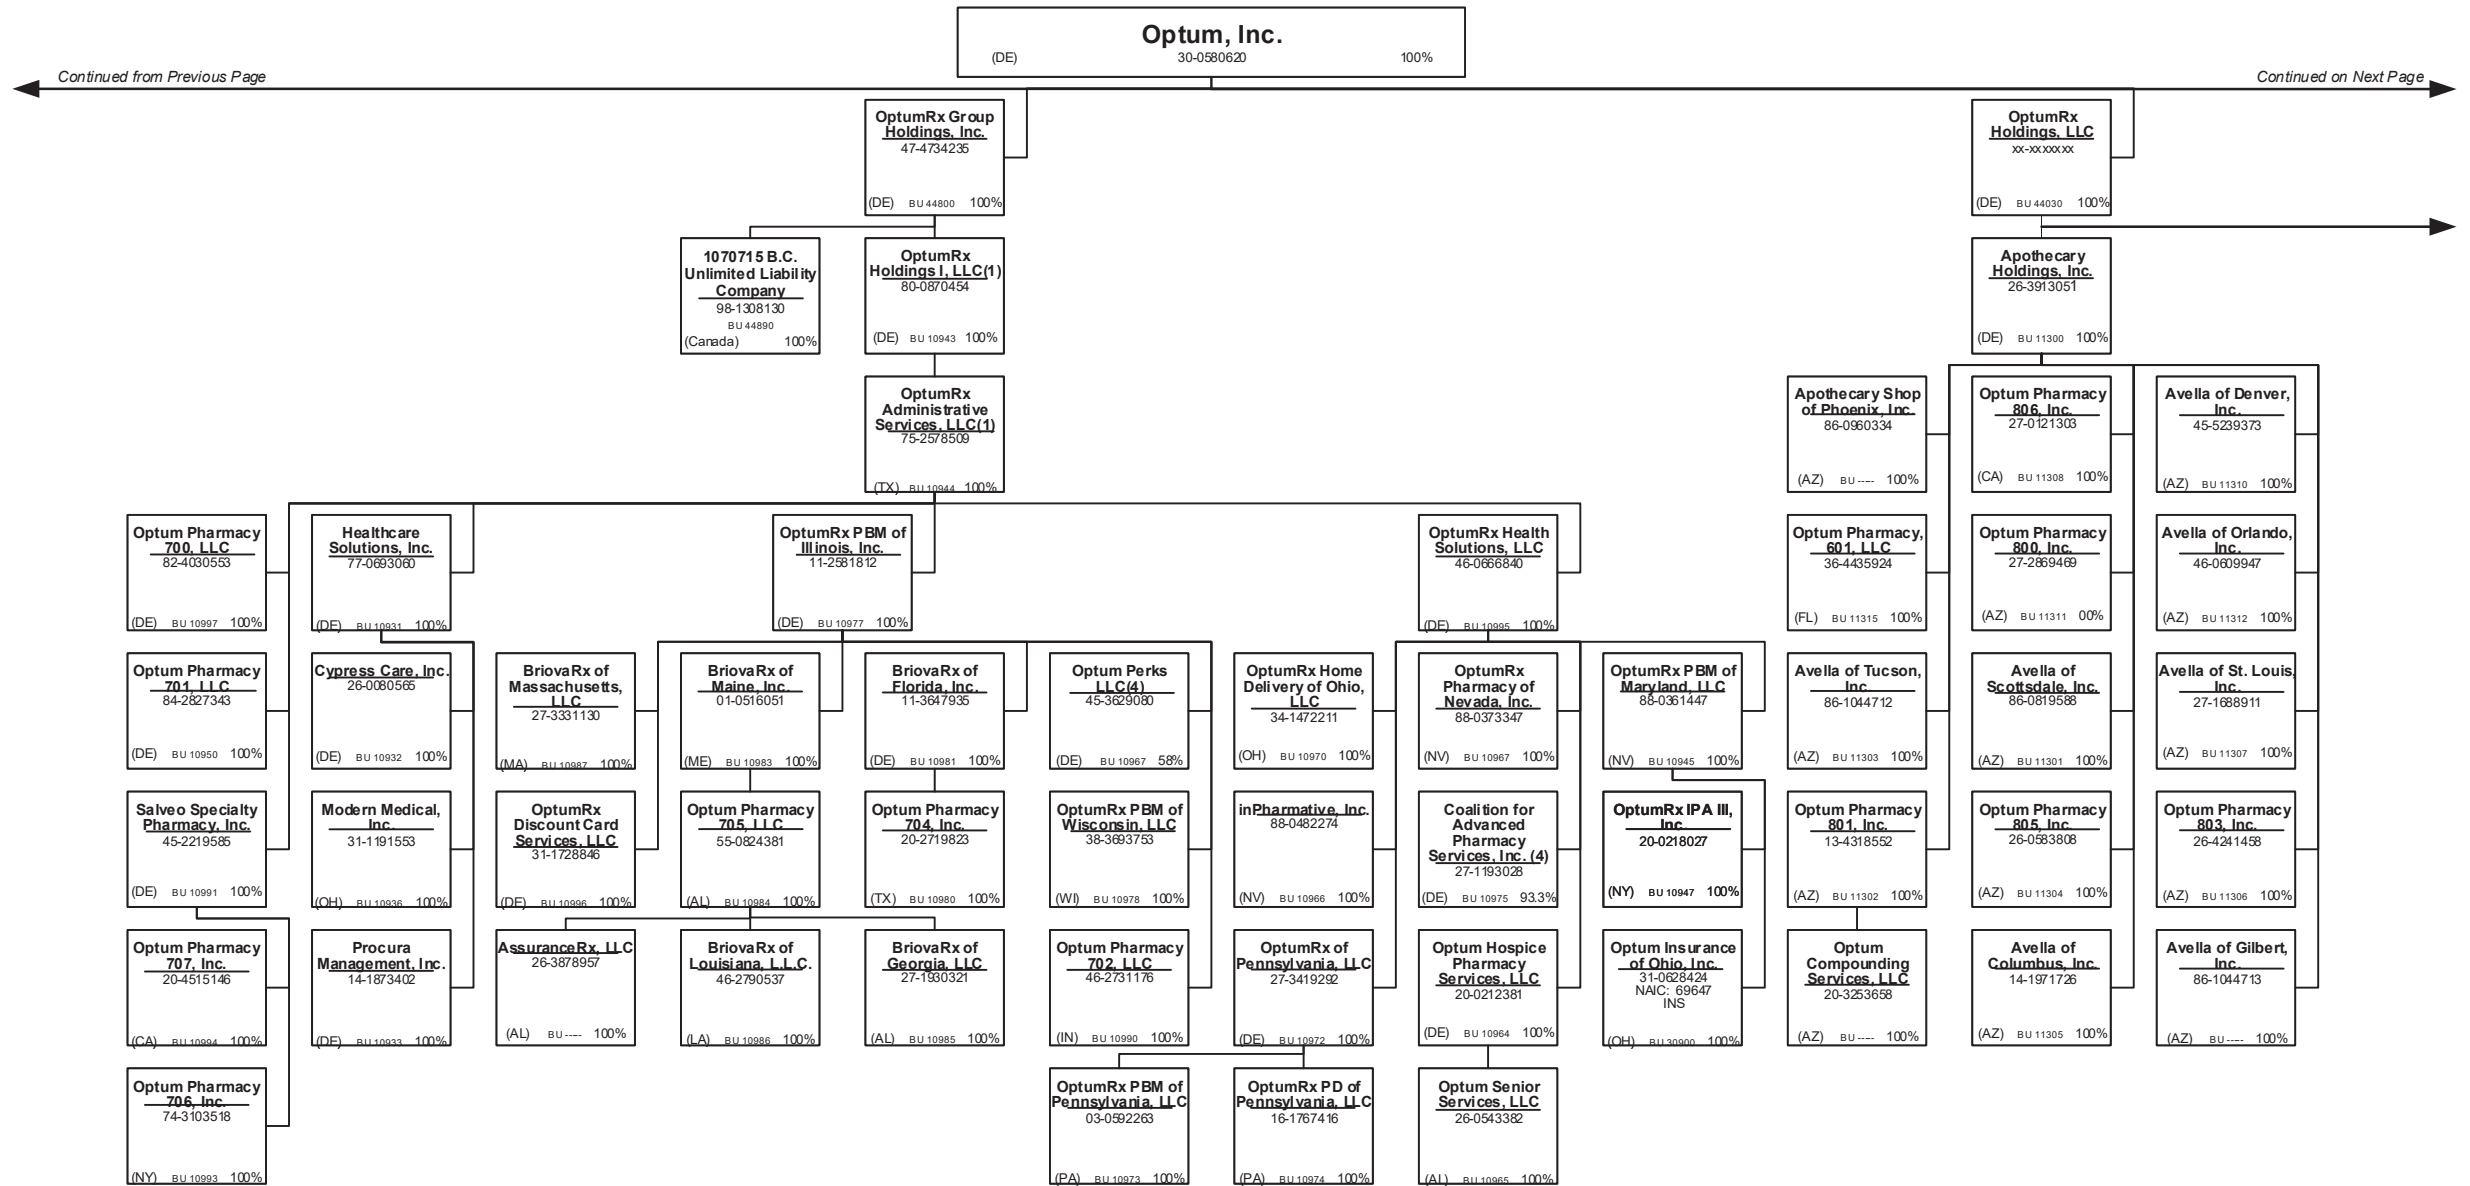 Optum, Inc.
(DE) 30-0580620 100%
Continued from Previous Page
Continued on Next Page
OptumRx Group
Holdings, Inc.
47-4734235
(DE) BU 44800 100%
OptumRx
Holdings, LLC
xx-xxxxxxx
(DE) BU 44030 100%
1070715 B.C.
Unlimited Liability
Company
98-1308130
BU 44890
(Canada) 100%
OptumRx
Holdings I, LLC(1)
80-0870454
(DE) BU 10943 100%
Apothecary
Holdings, Inc.
26-3913051
(DE) BU 11300 100%
OptumRx
Administrative
Services, LLC(1)
75-2578509
(TX) BU 10944 100%
Apothecary Shop
of Phoenix, Inc.
86-0960334
(AZ) BU ---- 100%
Optum Pharmacy
806, Inc.
27-0121303
(CA) BU 11308 100%
Avella of Denver,
Inc.
45-5239373
(AZ) BU 11310 100%
Optum Pharmacy
700, LLC
82-4030553
(DE) BU 10997 100%
Healthcare
Solutions, Inc.
77-0693060
(DE) BU 10931 100%
OptumRx PBM of
Illinois, Inc.
11-2581812
(DE) BU 10977 100%
OptumRx Health
Solutions, LLC
46-0666840
(DE) BU 10995 100%
Optum Pharmacy,
601, LLC
36-4435924
(FL) BU 11315 100%
Optum Pharmacy
800, Inc.
27-2869469
(AZ) BU 11311 00%
Avella of Orlando,
Inc.
46-0609947
(AZ) BU 11312 100%
Optum Pharmacy
701, LLC
84-2827343
(DE) BU 10950 100%
Cypress Care, Inc.
26-0080565
(DE) BU 10932 100%
BriovaRx of
Massachusetts,
LLC
27-3331130
(MA) BU 10987 100%
BriovaRx of
Maine, Inc.
01-0516051
(ME) BU 10983 100%
BriovaRx of
Florida, Inc.
11-3647935
(DE) BU 10981 100%
Optum Perks
LLC(4)
45-3629080
(DE) BU 10967 58%
OptumRx Home
Delivery of Ohio,
LLC
34-1472211
(OH) BU 10970 100%
OptumRx
Pharmacy of
Nevada, Inc.
88-0373347
(NV) BU 10967 100%
OptumRx PBM of
Maryland, LLC
88-0361447
(NV) BU 10945 100%
Avella of Tucson,
Inc.
86-1044712
(AZ) BU 11303 100%
Avella of
Scottsdale, Inc.
86-0819588
(AZ) BU 11301 100%
Avella of St. Louis,
Inc.
27-1688911
(AZ) BU 11307 100%
Salveo Specialty
Pharmacy, Inc.
45-2219585
(DE) BU 10991 100%
Modern Medical,
Inc.
31-1191553
(OH) BU 10936 100%
OptumRx
Discount Card
Services, LLC
31-1728846
(DE) BU 10996 100%
Optum Pharmacy
705, LLC
55-0824381
(AL) BU 10984 100%
Optum Pharmacy
704, Inc.
20-2719823
(TX) BU 10980 100%
OptumRx PBM of
Wisconsin, LLC
38-3693753
(WI) BU 10978 100%
inPharmative, Inc.
88-0482274
(NV) BU 10966 100%
Coalition for
Advanced
Pharmacy
Services, Inc. (4)
27-1193028
(DE) BU 10975 93.3%
OptumRx IPA III,
Inc.
20-0218027
(NY) BU 10947 100%
Optum Pharmacy
801, Inc.
13-4318552
(AZ) BU 11302 100%
Optum Pharmacy
805, Inc.
26-0583808
(AZ) BU 11304 100%
Optum Pharmacy
803, Inc.
26-4241458
(AZ) BU 11306 100%
Optum Pharmacy
707, Inc.
20-4515146
(CA) BU 10994 100%
Procura
Management, Inc.
14-1873402
(DE) BU 10933 100%
AssuranceRx, LLC
26-3878957
(AL) BU ---- 100%
BriovaRx of
Louisiana, L.L.C.
46-2790537
(LA) BU 10986 100%
BriovaRx of
Georgia, LLC
27-1930321
(AL) BU 10985 100%
Optum Pharmacy
702, LLC
46-2731176
(IN) BU 10990 100%
OptumRx of
Pennsylvania, LLC
27-3419292
(DE) BU 10972 100%
Optum Hospice
Pharmacy
Services, LLC
20-0212381
(DE) BU 10964 100%
Optum Insurance
of Ohio, Inc.
31-0628424
NAIC: 69647
INS
(OH) BU 30900 100%
Optum
Compounding
Services, LLC
20-3253658
(AZ) BU ---- 100%
Avella of
Columbus, Inc.
14-1971726
(AZ) BU 11305 100%
Avella of Gilbert,
Inc.
86-1044713
(AZ) BU ---- 100%
Optum Pharmacy
706, Inc.
74-3103518
(NY) BU 10993 100%
OptumRx PBM of
Pennsylvania, LLC
03-0592263
(PA) BU 10973 100%
OptumRx PD of
Pennsylvania, LLC
16-1767416
(PA) BU 10974 100%
Optum Senior
Services, LLC
26-0543382
(AL) BU 10965 100%